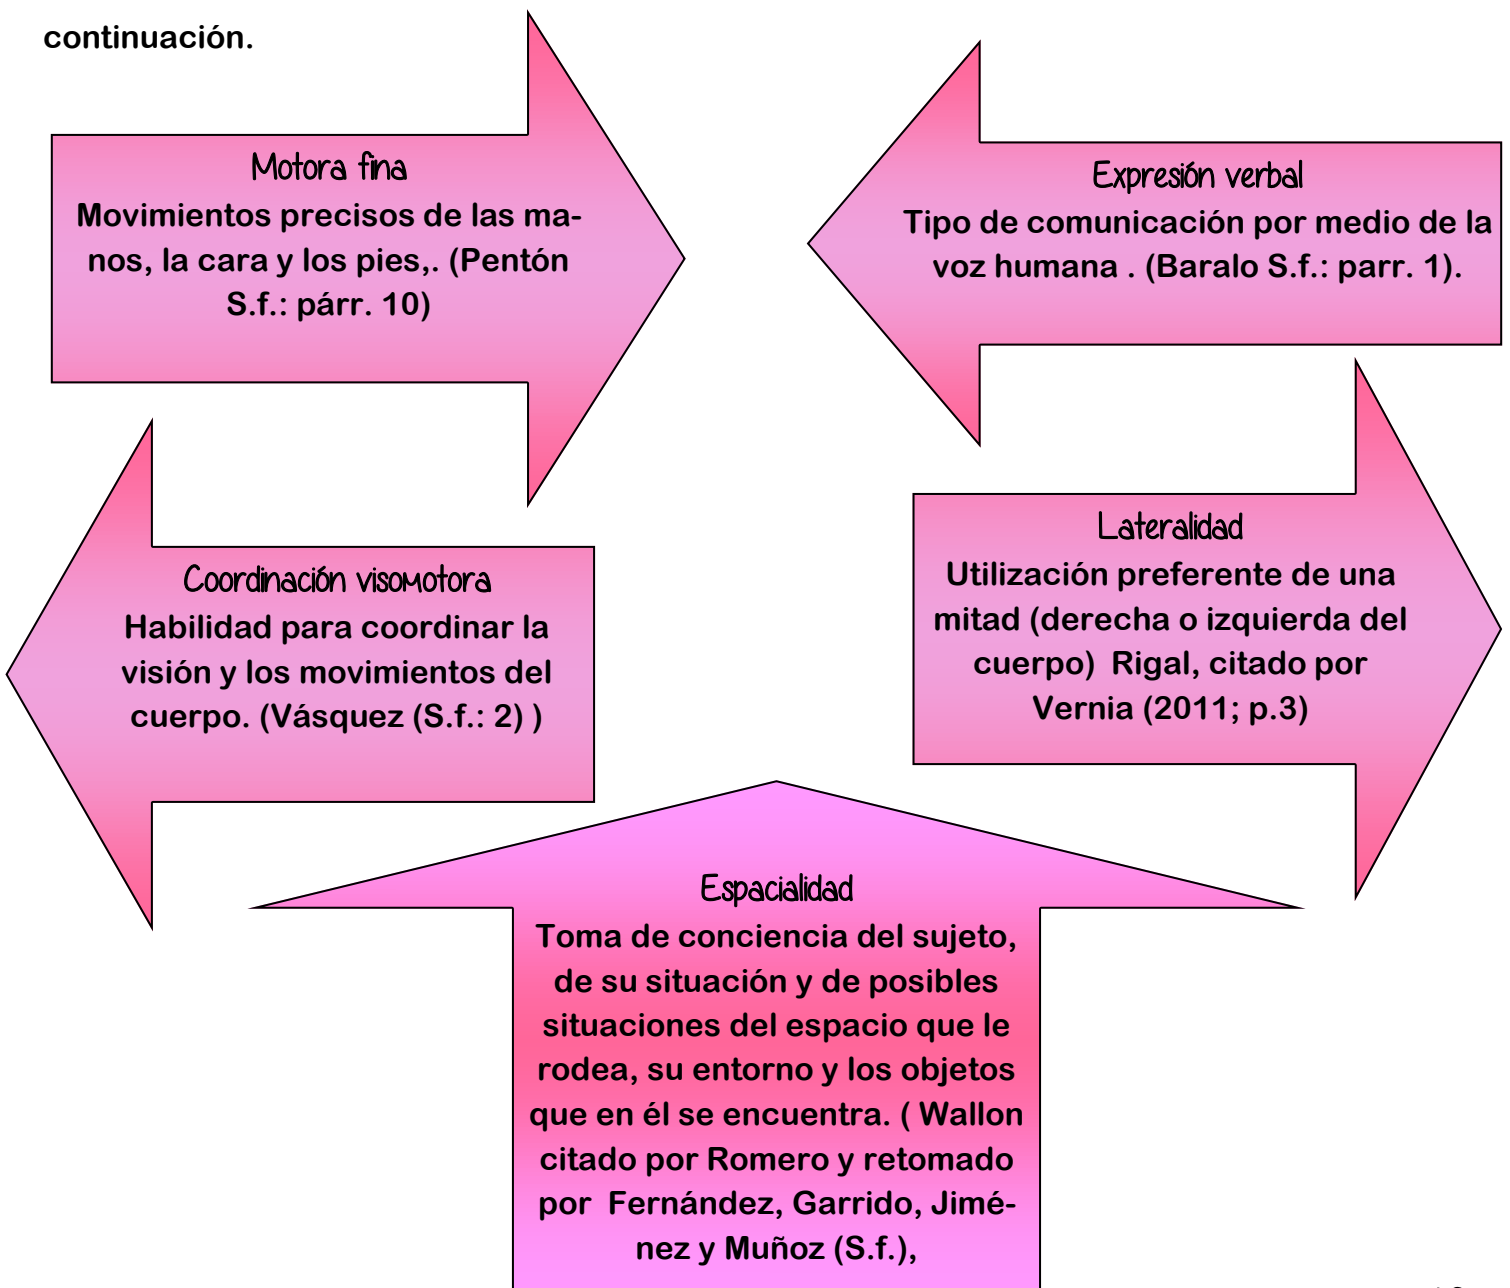 continuación.
Motora fina
Movimientos precisos de las ma-
nos, la cara y los pies,. (Pentón
S.f.: párr. 10)
Expresión verbal
Tipo de comunicación por medio de la
voz humana . (Baralo S.f.: parr. 1).
Coordinación visomotora
Habilidad para coordinar la
visión y los movimientos del
cuerpo. (Vásquez (S.f.: 2) )
Lateralidad
Utilización preferente de una
mitad (derecha o izquierda del
cuerpo)  Rigal, citado por
Vernia (2011; p.3)
Espacialidad
Toma de conciencia del sujeto,
de su situación y de posibles
situaciones del espacio que le
rodea, su entorno y los objetos
que en él se encuentra. ( Wallon
citado por Romero y retomado
por  Fernández, Garrido, Jimé-
nez y Muñoz (S.f.),